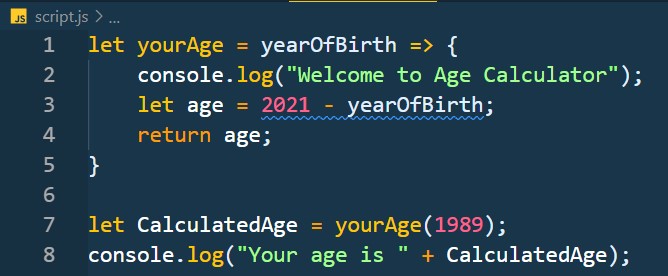 JS script.js > ...
1 let yourAge = yearOfBirth => {
2     console.log("Welcome to Age Calculator");
3     let age = 2021 - yearOfBirth;
4     return age;
5 }
6
7 let CalculatedAge = yourAge(1989);
8 console.log("Your age is " + CalculatedAge);